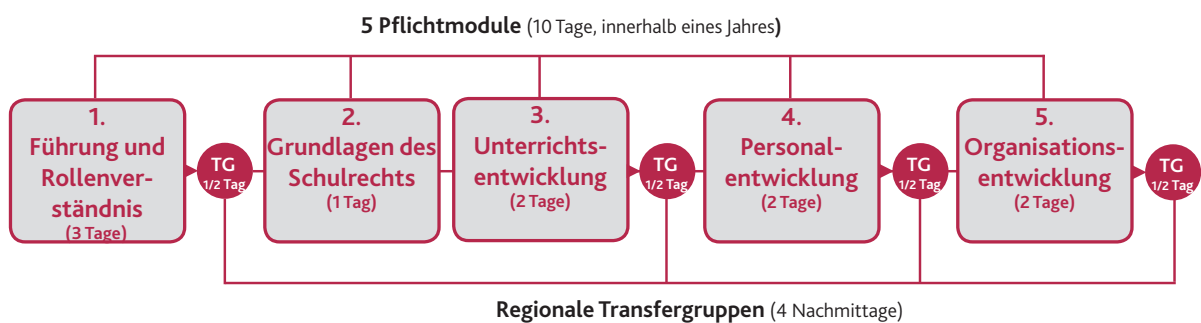 5 Pflichtmodule (10 Tage, innerhalb eines Jahres)
1.
Führung und
Rollenver-
ständnis
(3 Tage)
TG
1/2 Tag
2.
Grundlagen des
Schulrechts
(1 Tag)
3.
Unterrichts-
entwicklung
(2 Tage)
TG
1/2 Tag
4.
Personal-
entwicklung
(2 Tage)
TG
1/2 Tag
5.
Organisations-
entwicklung
(2 Tage)
TG
1/2 Tag
Regionale Transfergruppen (4 Nachmittage)